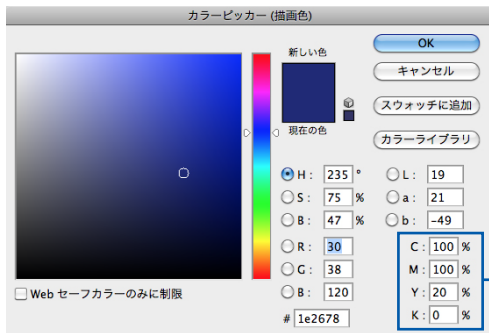 カラーピッカー (描画色)
新しい色
現在の色
OK
キャンセル
スウォッチに追加
カラーライブラリ
H : 235 °
S : 75 %
B : 47 %
R : 30
G : 38
B : 120
# 1e2678
L : 19
a : 21
b : -49
C : 100 %
M : 100 %
Y : 20 %
K : 0 %
Web セーフカラーのみに制限